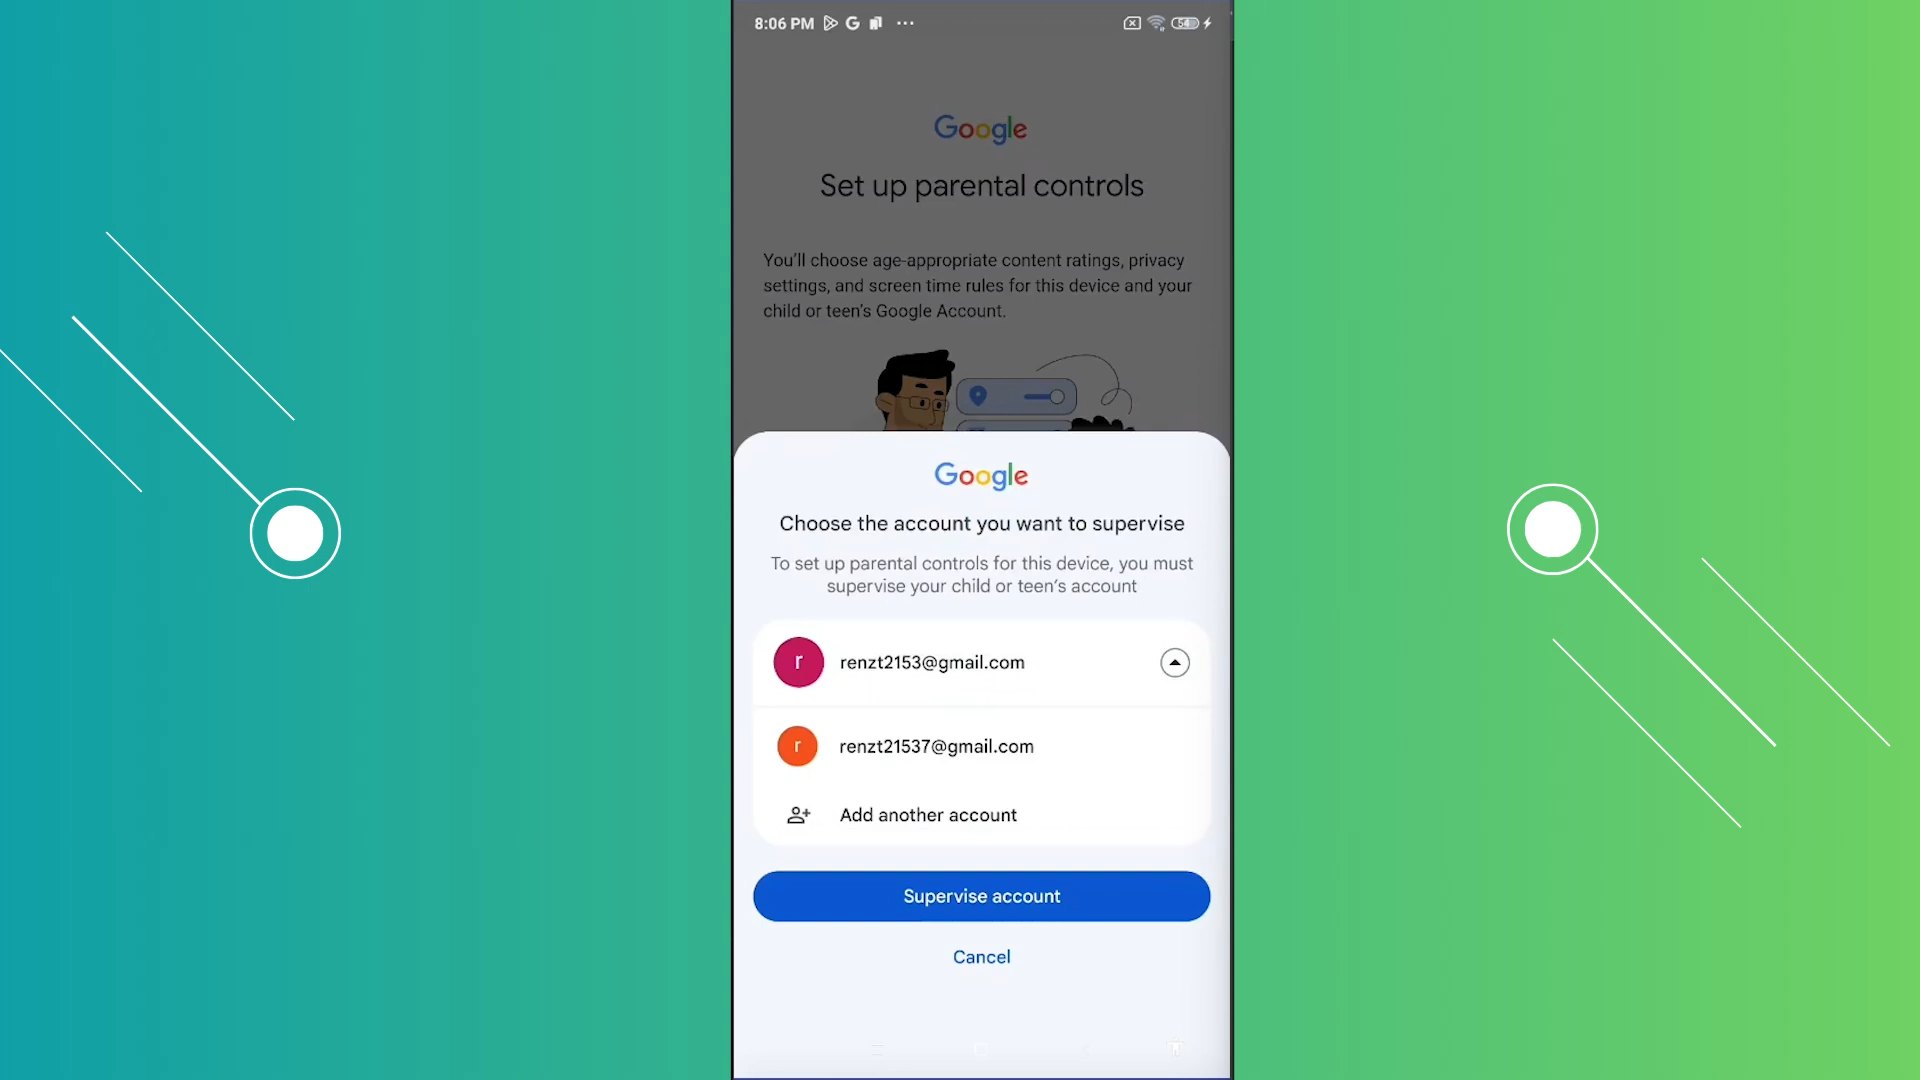 8:06 PM
54
Google
Set up parental controls
You'll choose age-appropriate content ratings, privacy
settings, and screen time rules for this device and your
child or teen's Google Account.
Google
Choose the account you want to supervise
To set up parental controls for this device, you must
supervise your child or teen's account
r renzt2153@gmail.com
r renzt21537@gmail.com
Add another account
Supervise account
Cancel